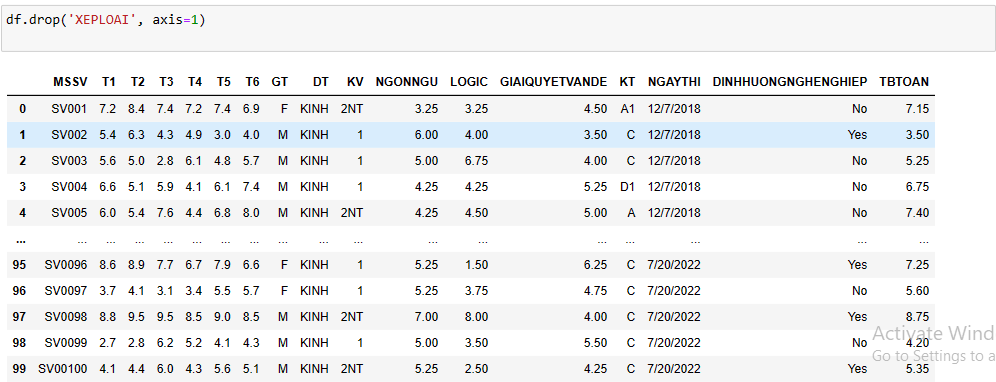 df.drop('XEPLOAI', axis=1)
MSSV T1 T2 T3 T4 T5 T6 GT DT KV NGONNGU LOGIC GIAIQUYETVANDE KT NGAYTHI DINHHUONGNGHENGHIEP TBTOAN
0 SV001 7.2 8.4 7.4 7.2 7.4 6.9 F KINH 2NT 3.25 3.25 4.50 A1 12/7/2018 No 7.15
1 SV002 5.4 6.3 4.3 4.9 3.0 4.0 M KINH 1 6.00 4.00 3.50 C 12/7/2018 Yes 3.50
2 SV003 5.6 5.0 2.8 6.1 4.8 5.7 M KINH 1 5.00 6.75 4.00 C 12/7/2018 No 5.25
3 SV004 6.6 5.1 5.9 4.1 6.1 7.4 M KINH 1 4.25 4.25 5.25 D1 12/7/2018 No 6.75
4 SV005 6.0 5.4 7.6 4.4 6.8 8.0 M KINH 2NT 4.25 4.50 5.00 A 12/7/2018 No 7.40
... ... ... ... ... ... ... ... ... ... ... ... ... ... ... ... ... ...
95 SV0096 8.6 8.9 7.7 6.7 7.9 6.6 F KINH 1 5.25 1.50 6.25 C 7/20/2022 Yes 7.25
96 SV0097 3.7 4.1 3.1 3.4 5.5 5.7 F KINH 1 5.25 3.75 4.75 C 7/20/2022 No 5.60
97 SV0098 8.8 9.5 9.5 8.5 9.0 8.5 M KINH 2NT 7.00 8.00 4.00 C 7/20/2022 Yes 8.75
98 SV0099 2.7 2.8 6.2 5.2 4.1 4.3 M KINH 1 5.00 3.50 5.50 C 7/20/2022 No 4.20
99 SV00100 4.1 4.4 6.0 4.3 5.6 5.1 M KINH 2NT 5.25 2.50 4.25 C 7/20/2022 Yes 5.35
Activate Wind
Go to Settings to a